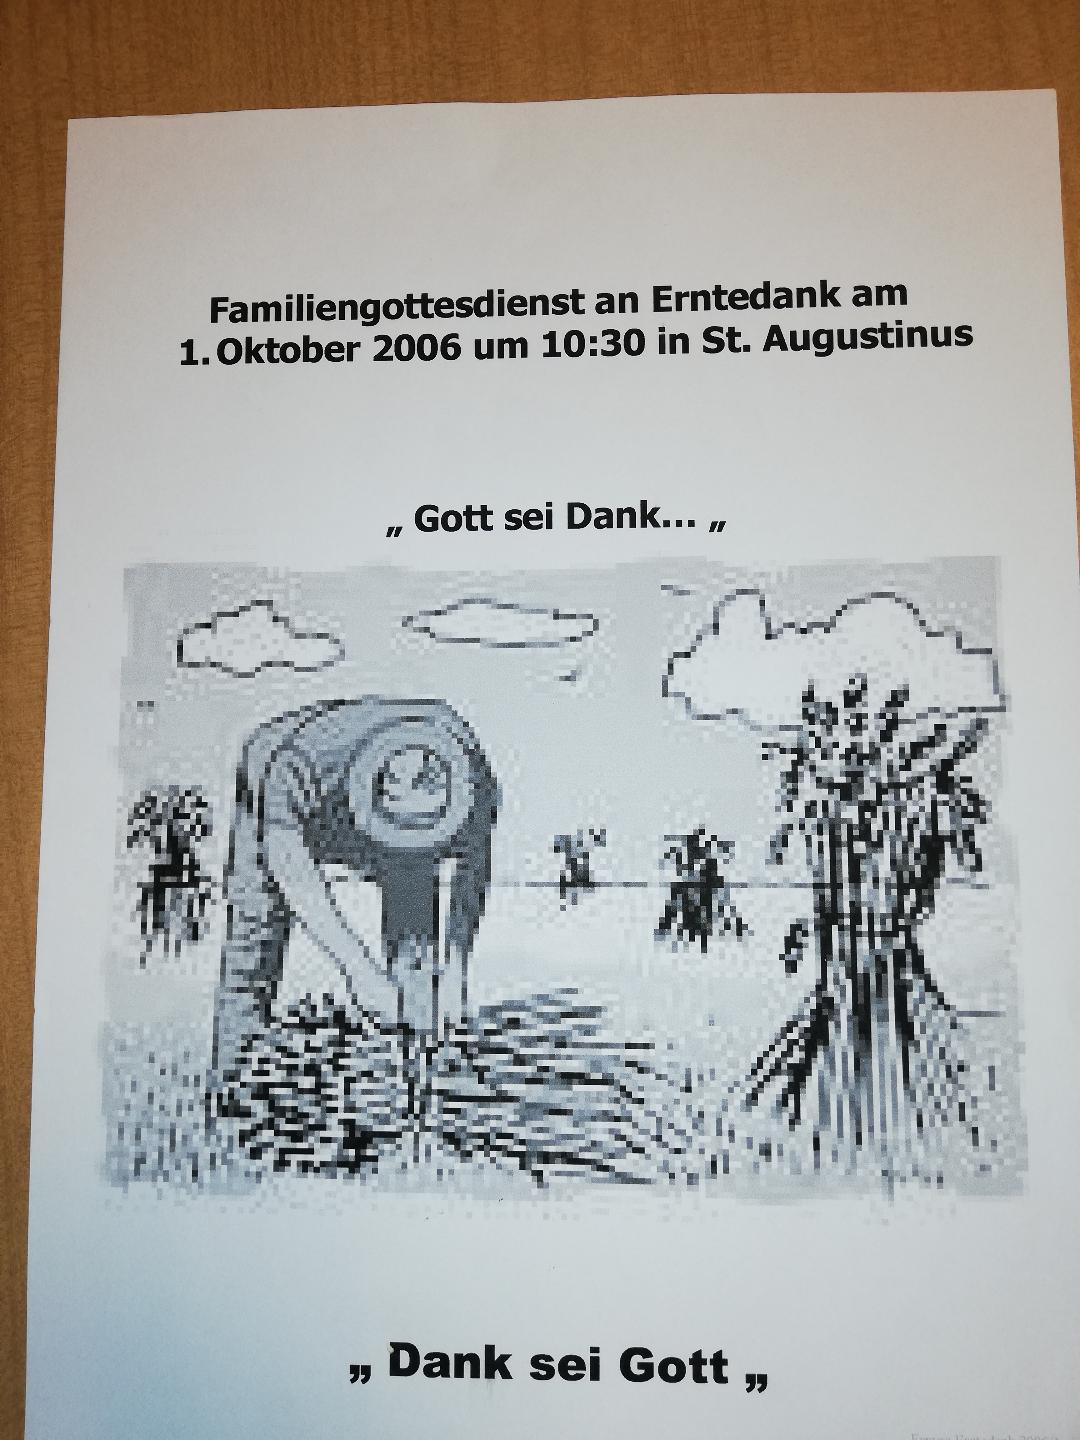 Familiengottesdienst an Erntedank am
1. Oktober 2006 um 10:30 in St. Augustinus
„ Gott sei Dank... „
„ Dank sei Gott „